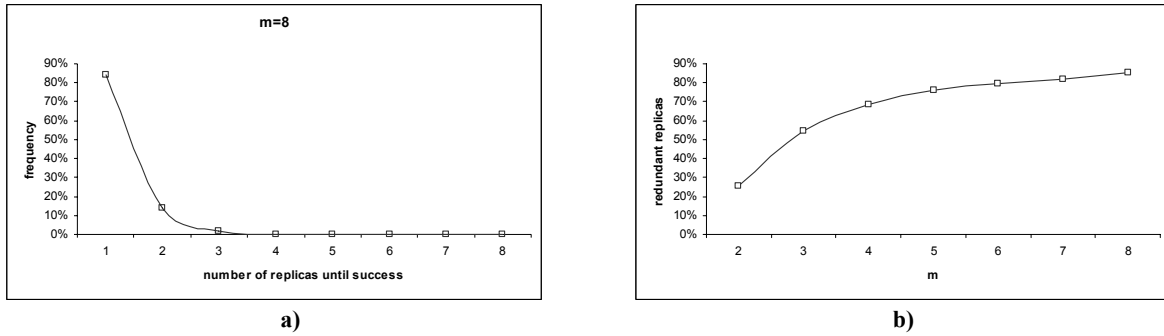 m=8
frequency
90%
80%
70%
60%
50%
40%
30%
20%
10%
0%
1 2 3 4 5 6 7 8
number of replicas until success
a)
redundant replicas
90%
80%
70%
60%
50%
40%
30%
20%
10%
0%
2 3 4 5 6 7 8
m
b)